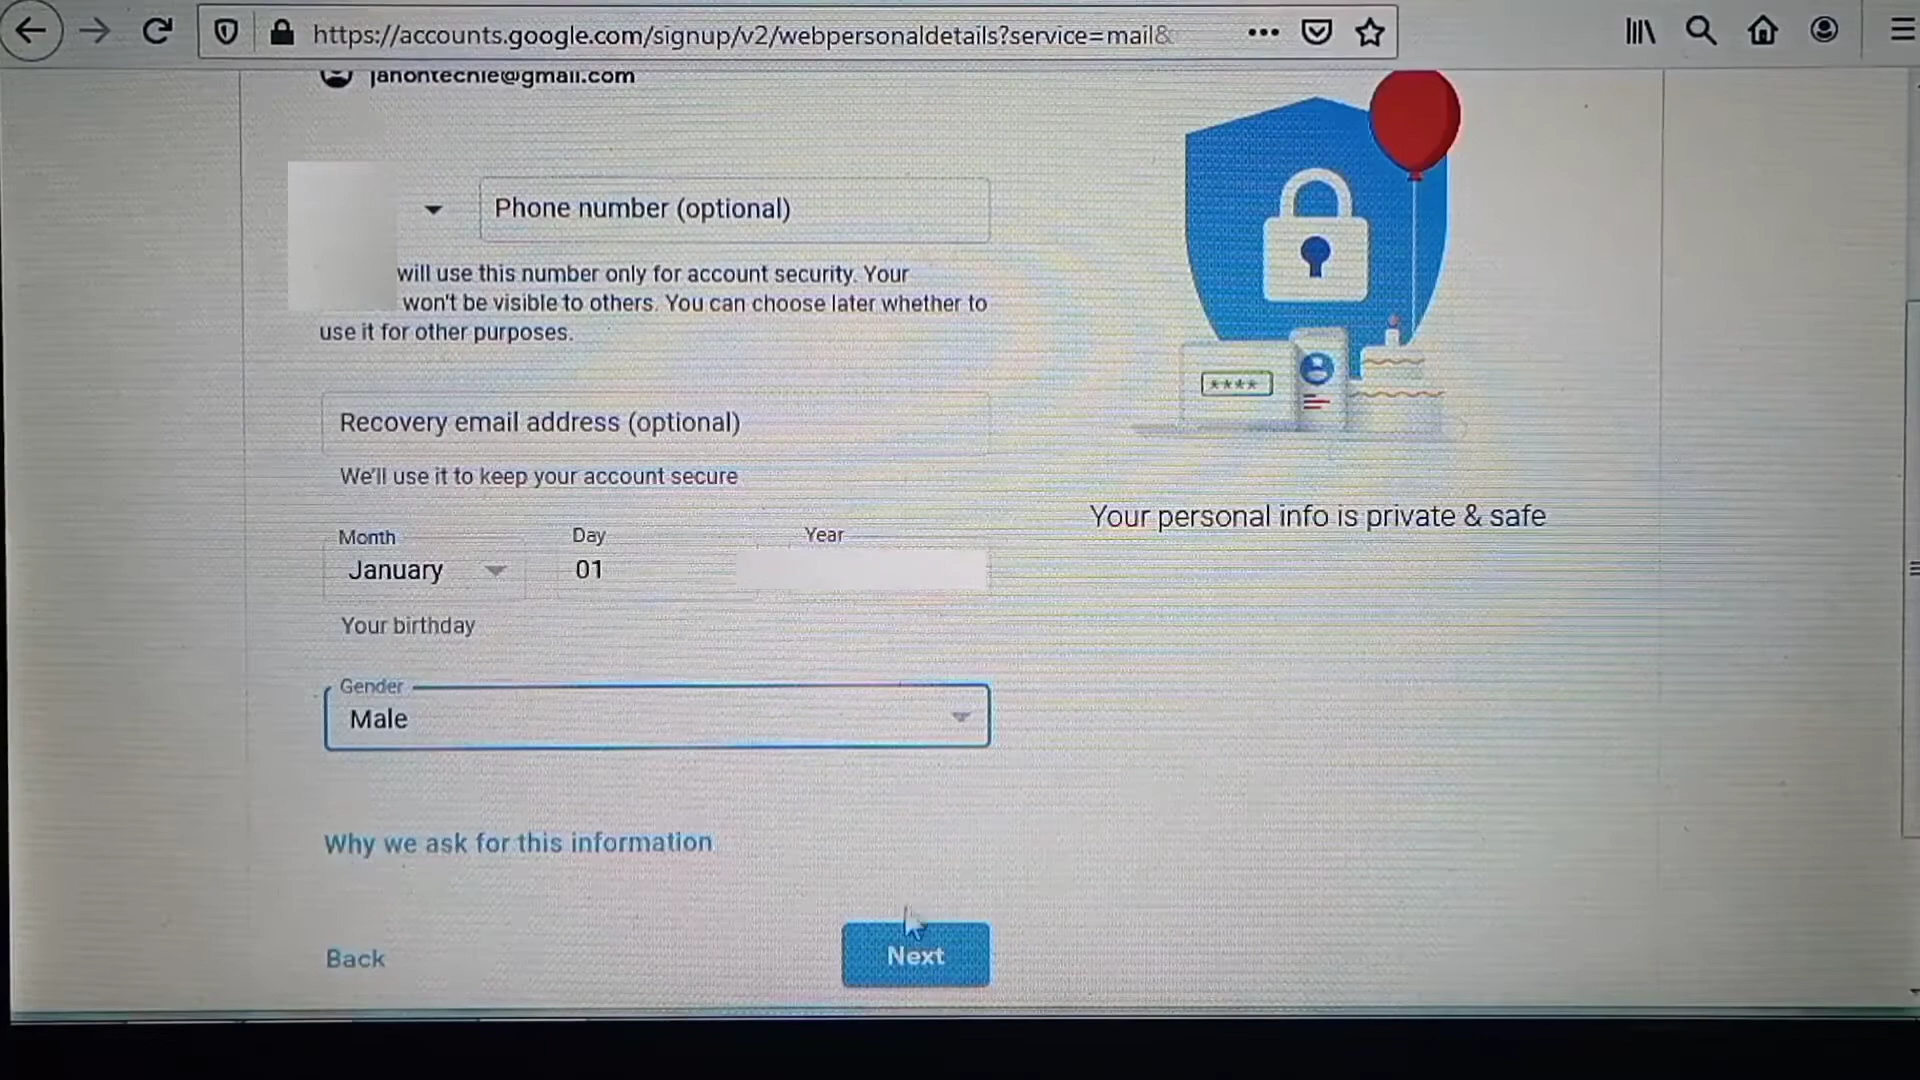 https://accounts.google.com/signup/v2/webpersonaldetails?service=mail&
janontechie@gmail.com
Phone number (optional)
will use this number only for account security. Your
won't be visible to others. You can choose later whether to
use it for other purposes.
Recovery email address (optional)
We'll use it to keep your account secure
Month
Day
Year
January
01
Your birthday
Gender
Male
Why we ask for this information
Back
Next
****
Your personal info is private & safe